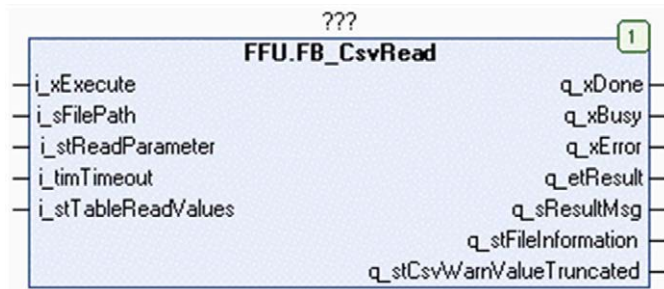 ???
1
FFU.FB_CsvRead
i_xExecute q_xDone
i_sFilePath q_xBusy
i_stReadParameter q_xError
i_timTimeout q_etResult
i_stTableReadValues q_sResultMsg
q_stFileInformation
q_stCsvWarnValueTruncated